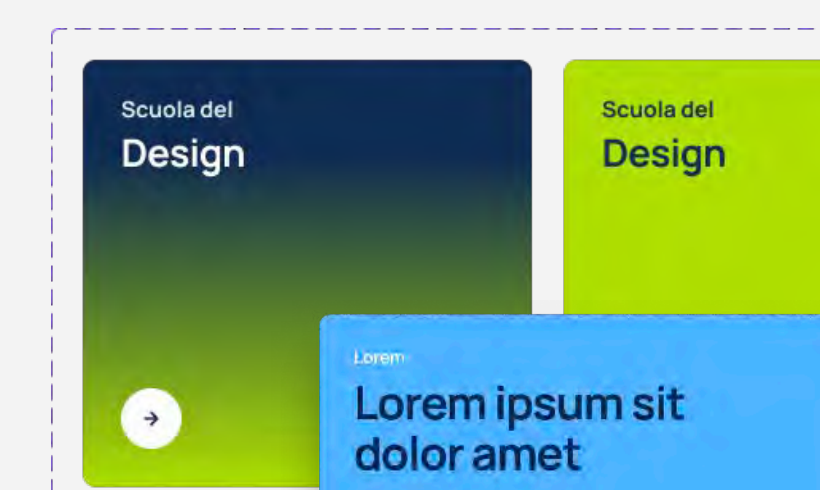 Scuola del
Design
Scuola del
Design
Lorem
Lorem ipsum sit
dolor amet